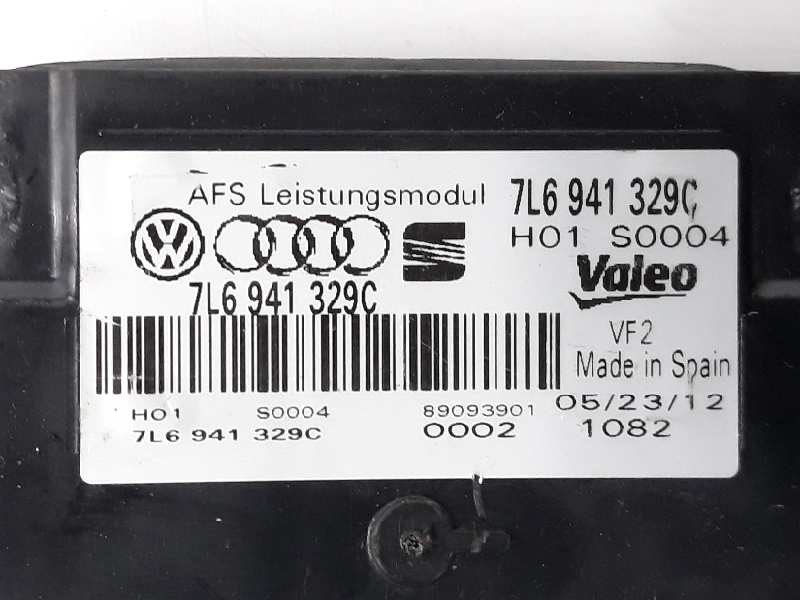 AFS Leistungsmodul 7L6 941 329C
H01 S0004
7L6 941 329C
Valeo
VF2
Made in Spain
H01 S0004 89093901 05/23/12
7L6 941 329C 0002 1082